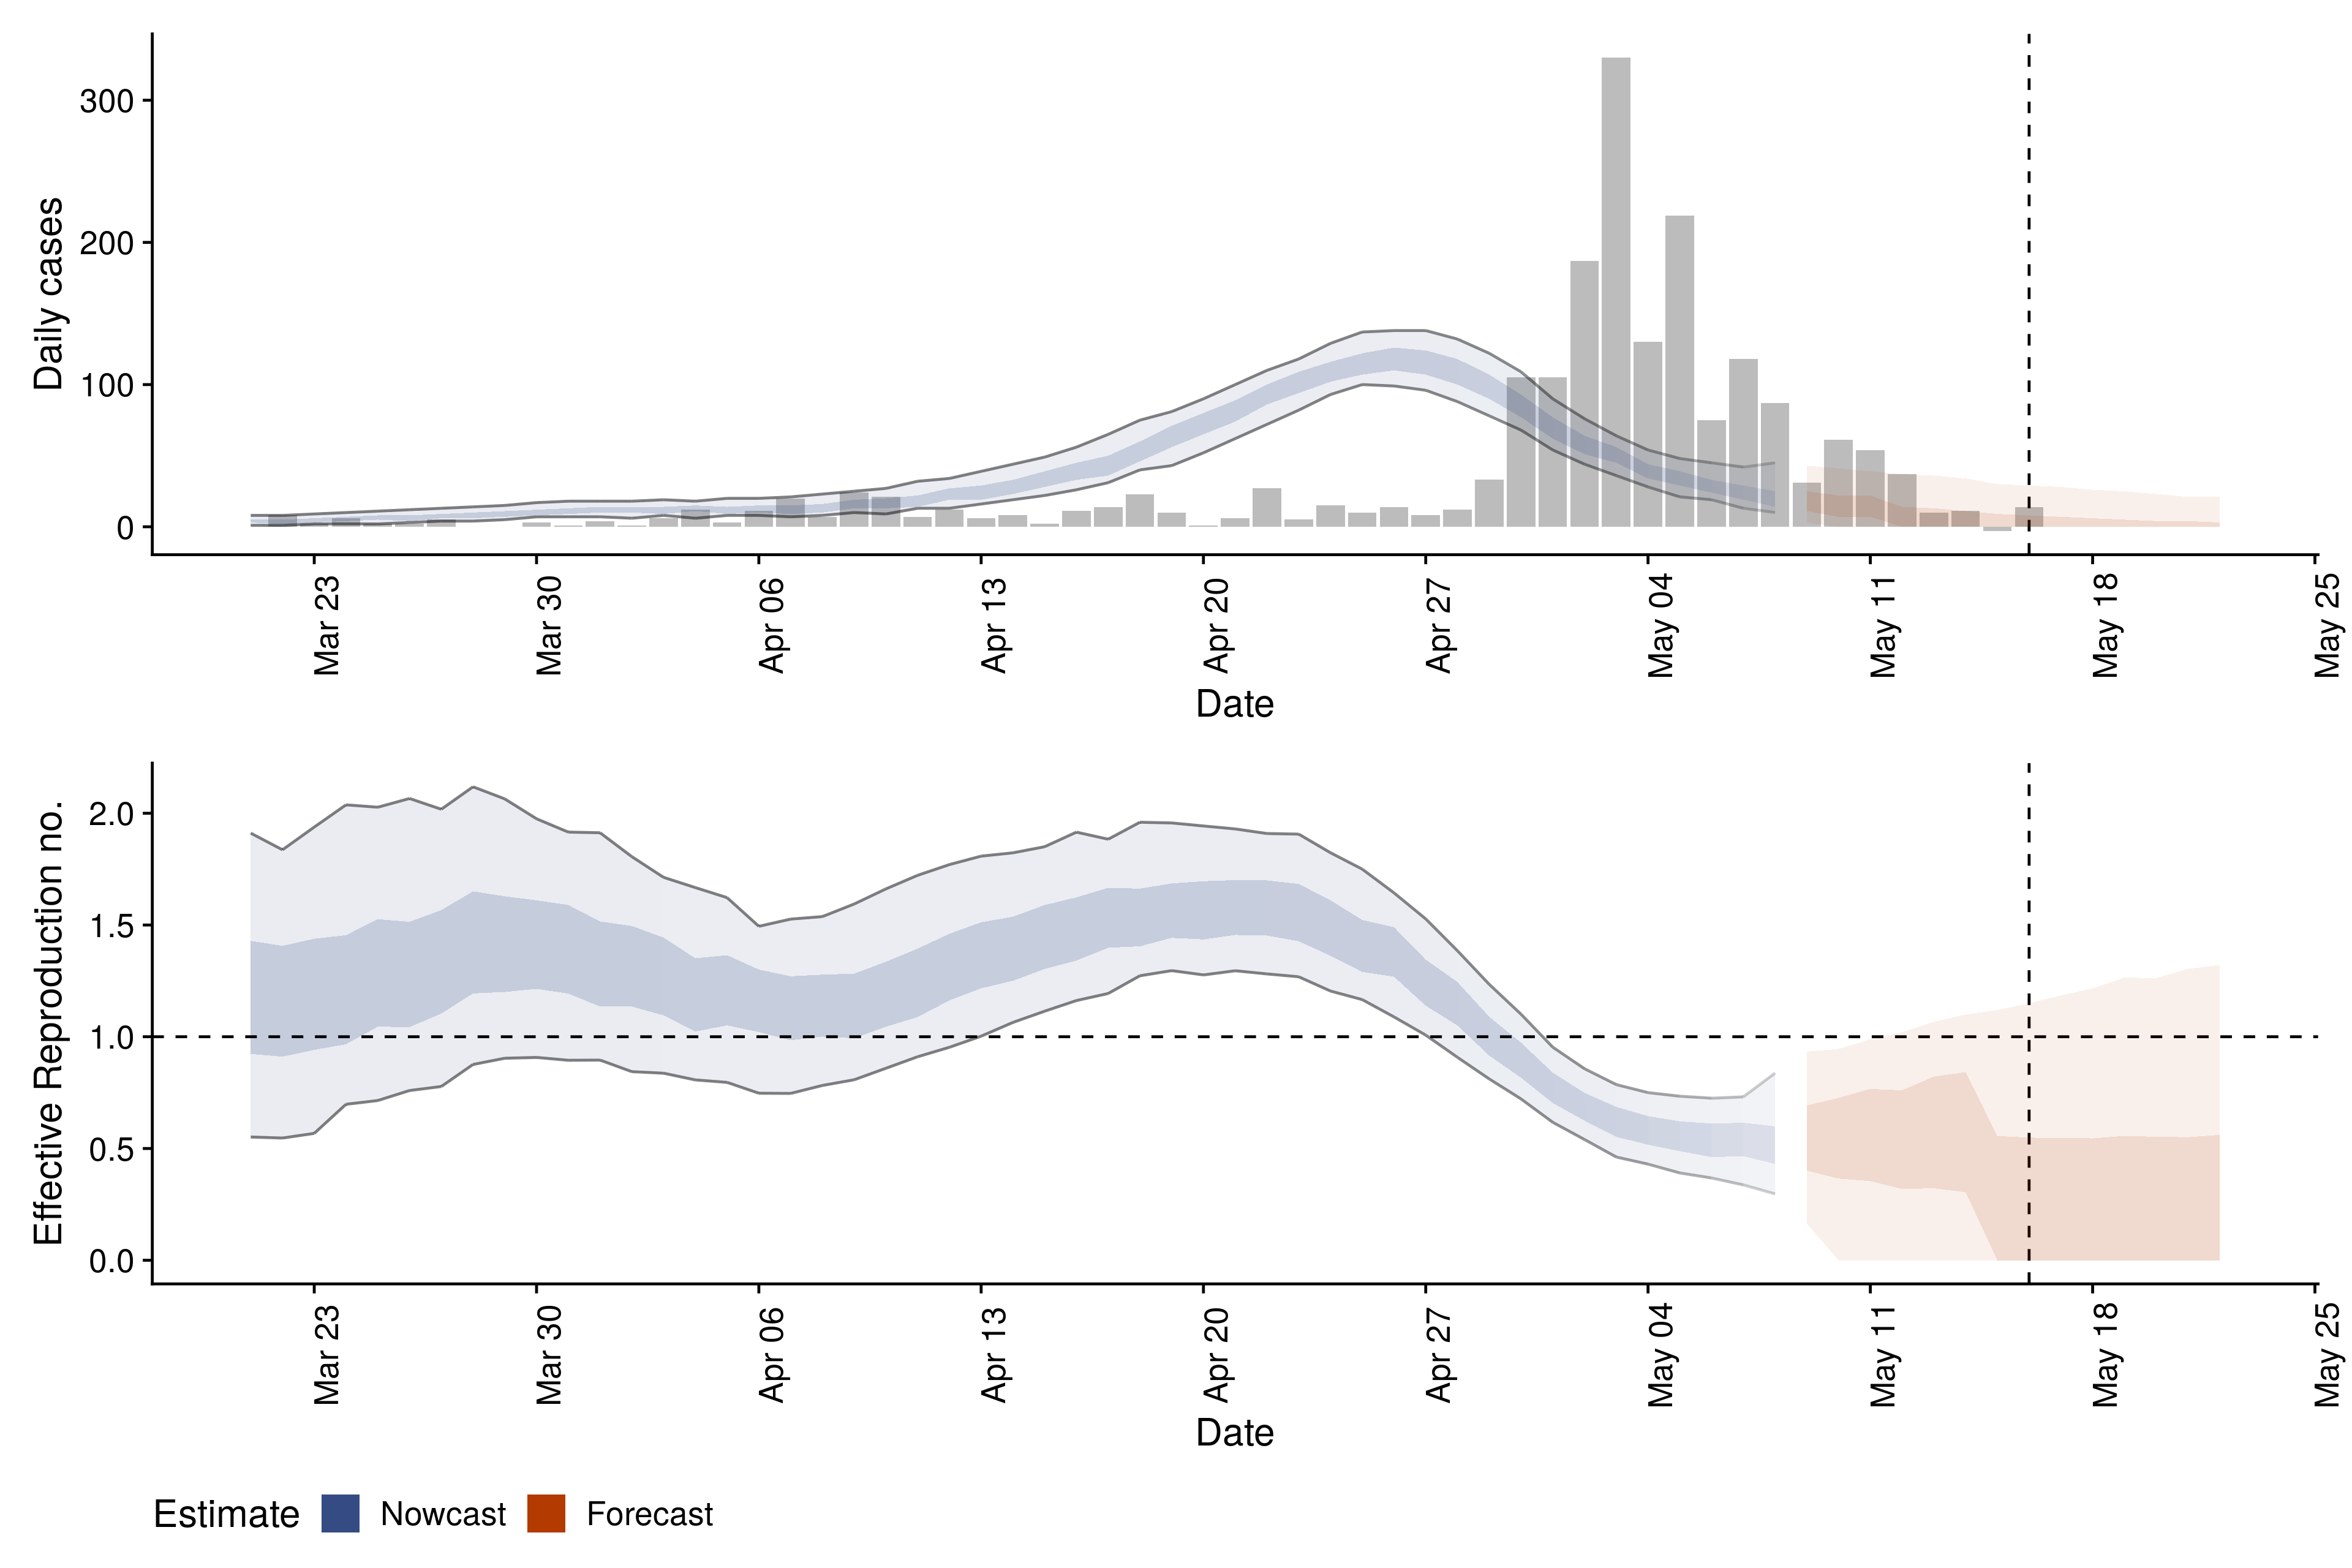 Daily cases
300
200
100
0
Mar 23
Mar 30
Apr 06
Apr 13
Apr 20
Apr 27
May 04
May 11
May 18
May 25
Date
Effective Reproduction no.
2.0
1.5
1.0
0.5
0.0
Mar 23
Mar 30
Apr 06
Apr 13
Apr 20
Apr 27
May 04
May 11
May 18
May 25
Date
Estimate Nowcast Forecast